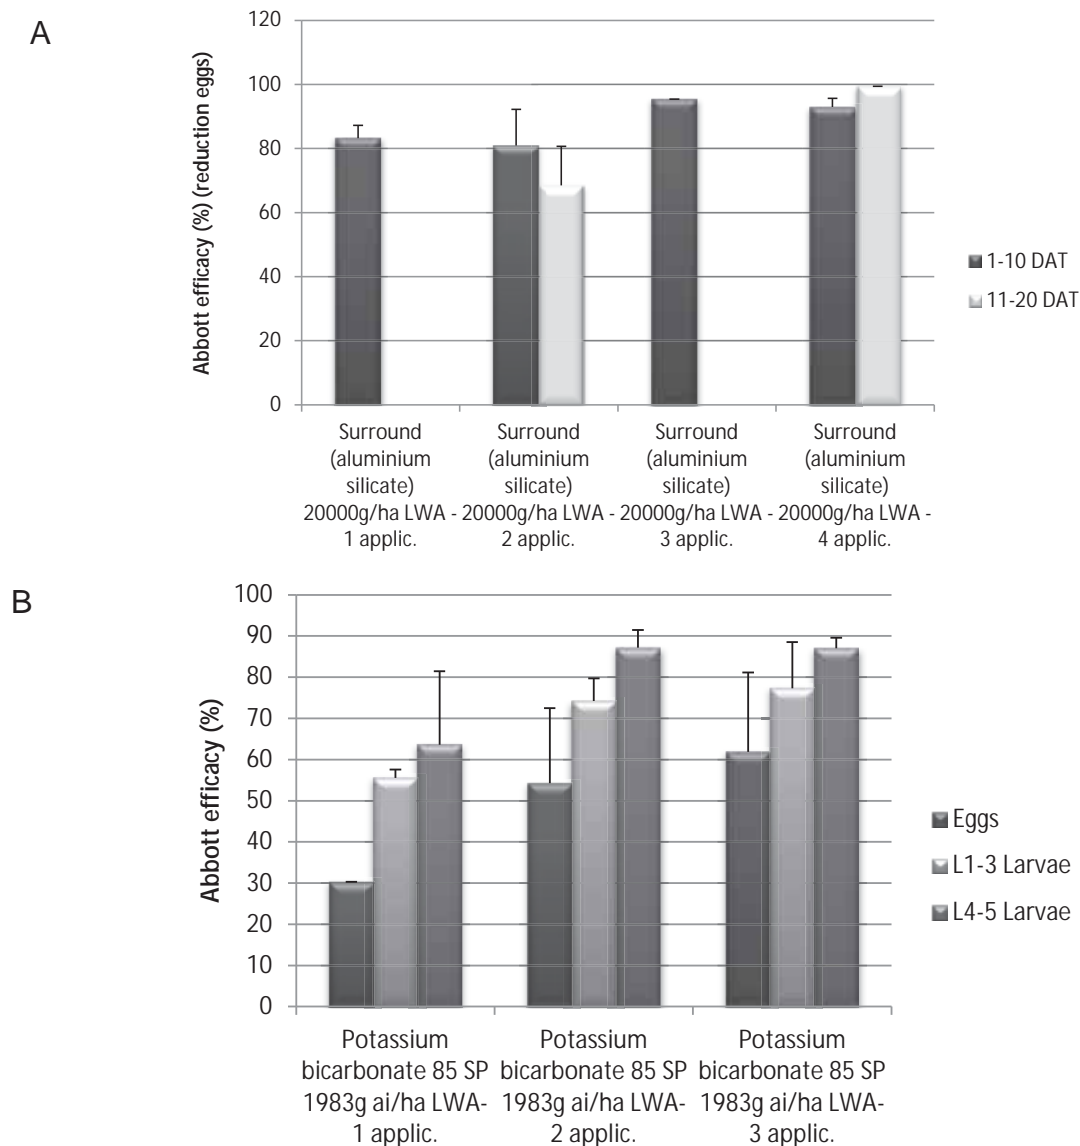 A
Abbott efficacy (%) (reduction eggs)
120
100
80
60
40
20
0
Surround (aluminium silicate) 20000g/ha LWA - 1 applic.
Surround (aluminium silicate) 20000g/ha LWA - 2 applic.
Surround (aluminium silicate) 20000g/ha LWA - 3 applic.
Surround (aluminium silicate) 20000g/ha LWA - 4 applic.
1-10 DAT
11-20 DAT
B
Abbott efficacy (%)
100
90
80
70
60
50
40
30
20
10
0
Potassium bicarbonate 85 SP 1983g ai/ha LWA- 1 applic.
Potassium bicarbonate 85 SP 1983g ai/ha LWA- 2 applic.
Potassium bicarbonate 85 SP 1983g ai/ha LWA- 3 applic.
Eggs
L1-3 Larvae
L4-5 Larvae